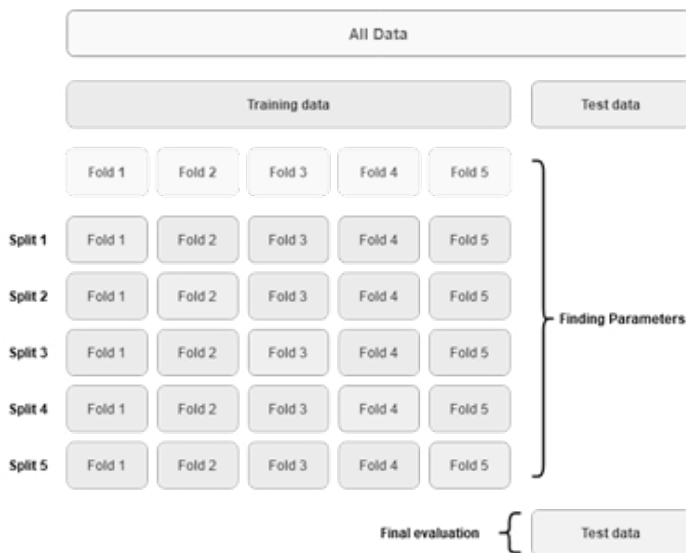 All Data
Training data Test data
Fold 1 Fold 2 Fold 3 Fold 4 Fold 5
Split 1 Fold 1 Fold 2 Fold 3 Fold 4 Fold 5
Split 2 Fold 1 Fold 2 Fold 3 Fold 4 Fold 5
Finding Parameters
Split 3 Fold 1 Fold 2 Fold 3 Fold 4 Fold 5
Split 4 Fold 1 Fold 2 Fold 3 Fold 4 Fold 5
Split 5 Fold 1 Fold 2 Fold 3 Fold 4 Fold 5
Final evaluation Test data